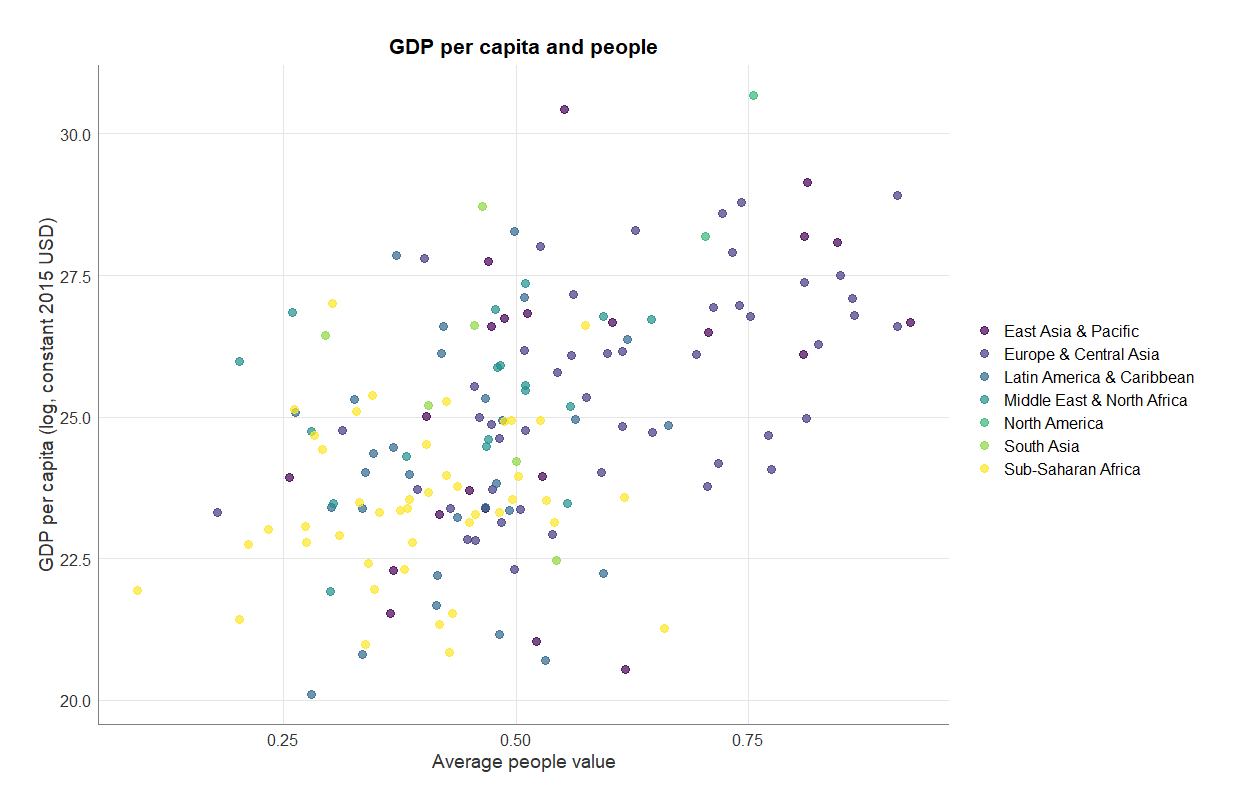 GDP per capita and people
GDP per capita (log, constant 2015 USD)
30.0
27.5
25.0
22.5
20.0
0.25
0.50
0.75
Average people value
East Asia & Pacific
Europe & Central Asia
Latin America & Caribbean
Middle East & North Africa
North America
South Asia
Sub-Saharan Africa